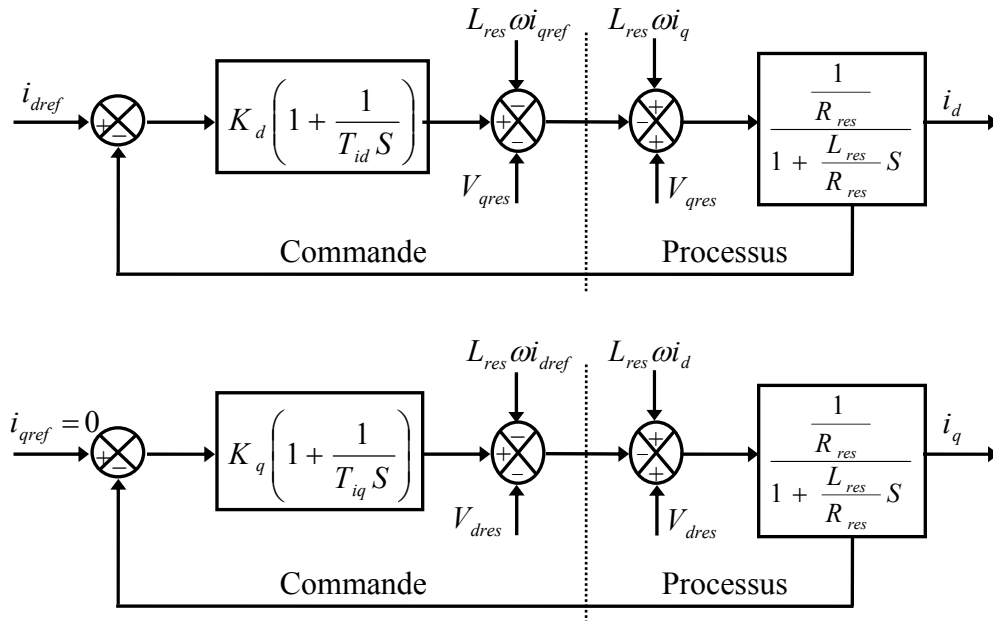 L_res ω i_qref
L_res ω i_q
i_dref
+ −
K_d (1 + 1/(T_id S))
− + −
+ − +
(1/R_res)/(1 + (L_res/R_res) S)
i_d
V_qres
V_qres
Commande
Processus
L_res ω i_dref
L_res ω i_d
i_qref = 0
+ −
K_q (1 + 1/(T_iq S))
− + −
+ − +
(1/R_res)/(1 + (L_res/R_res) S)
i_q
V_dres
V_dres
Commande
Processus